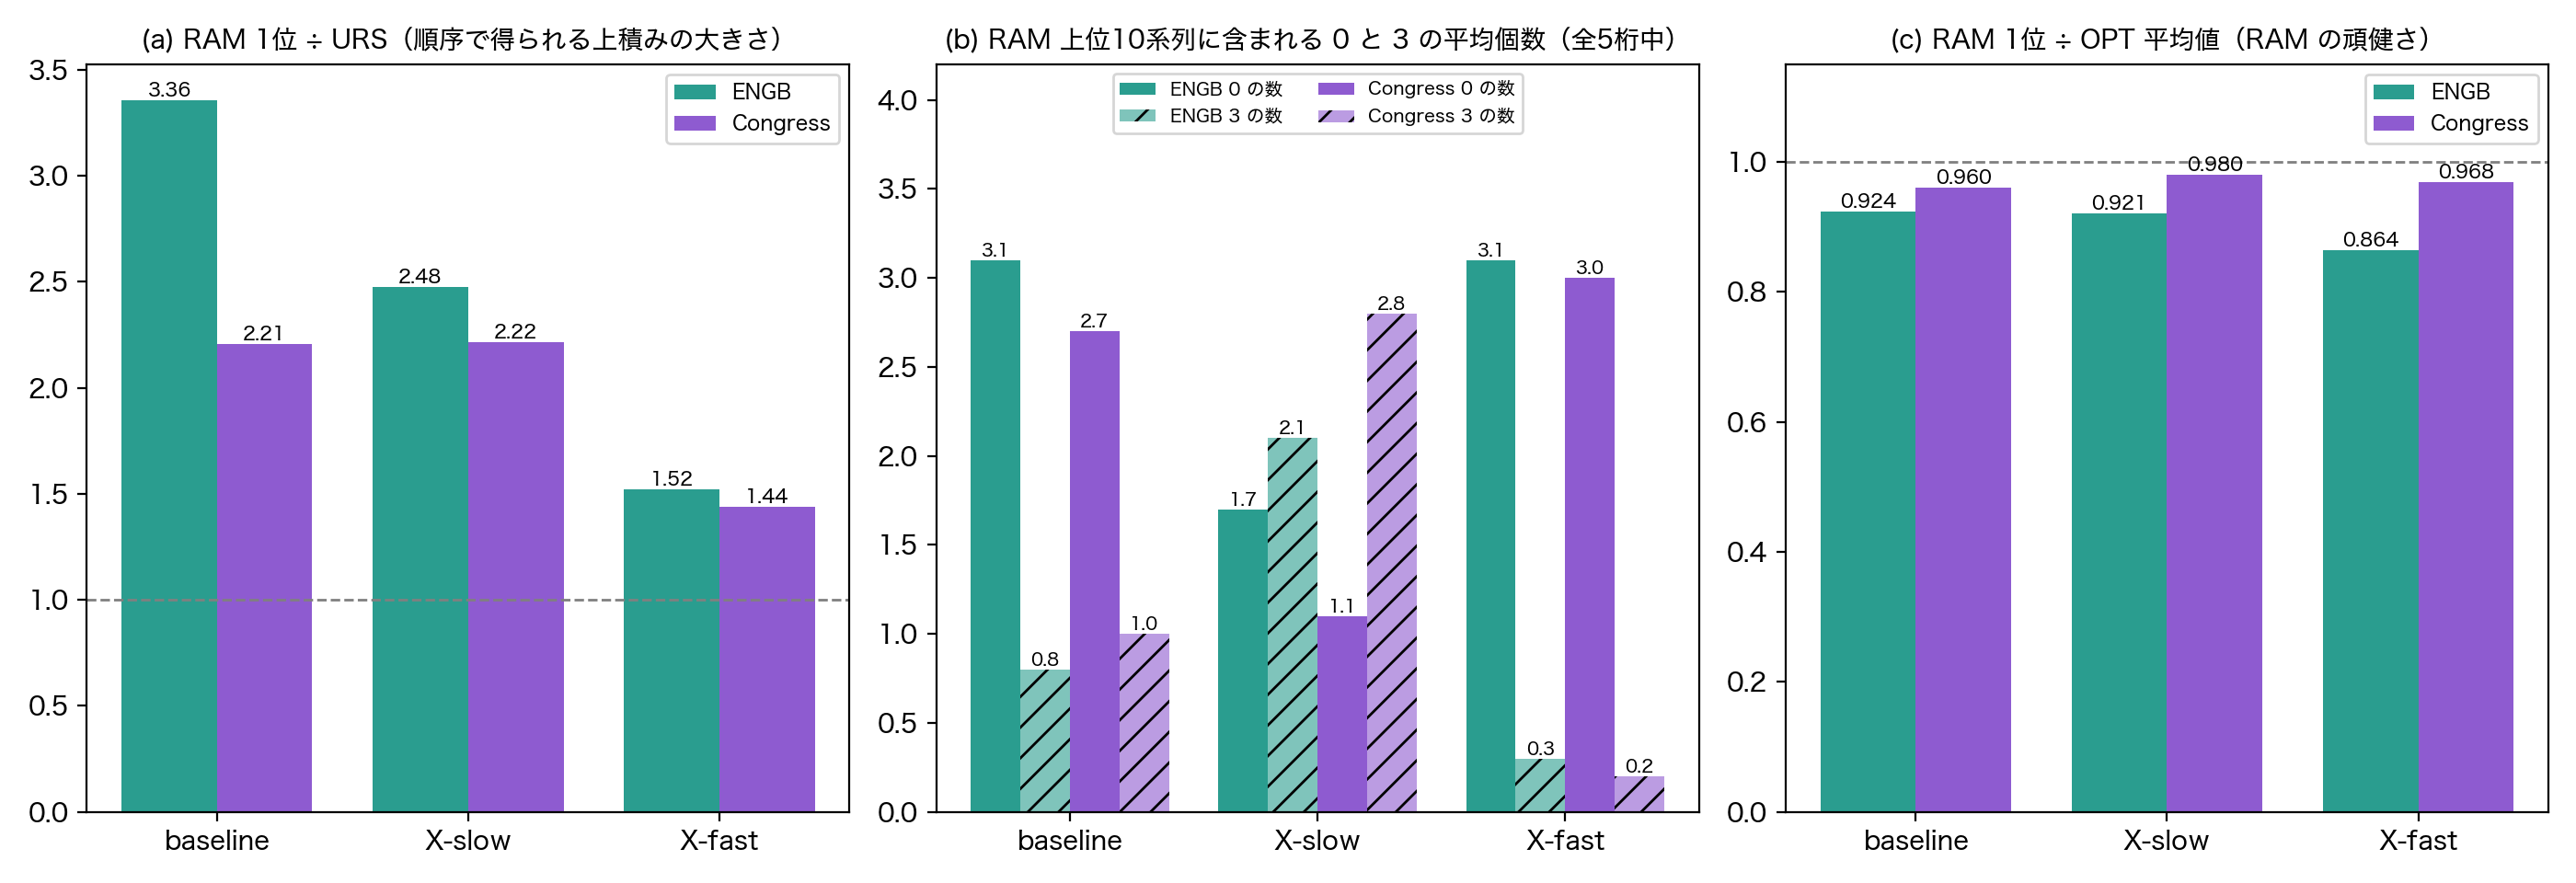 (a) RAM 1位 ÷ URS（順序で得られる上積みの大きさ）
3.5
3.0
2.5
2.0
1.5
1.0
0.5
0.0
3.36
2.21
2.48
2.22
1.52
1.44
ENGB
Congress
baseline
X-slow
X-fast
(b) RAM 上位10系列に含まれる 0 と 3 の平均個数（全5桁中）
4.0
3.5
3.0
2.5
2.0
1.5
1.0
0.5
0.0
ENGB 0 の数
ENGB 3 の数
Congress 0 の数
Congress 3 の数
3.1
0.8
2.7
1.0
1.7
2.1
1.1
2.8
3.1
0.3
3.0
0.2
baseline
X-slow
X-fast
(c) RAM 1位 ÷ OPT 平均値（RAM の頑健さ）
1.0
0.8
0.6
0.4
0.2
0.0
ENGB
Congress
0.924
0.960
0.921
0.980
0.864
0.968
baseline
X-slow
X-fast